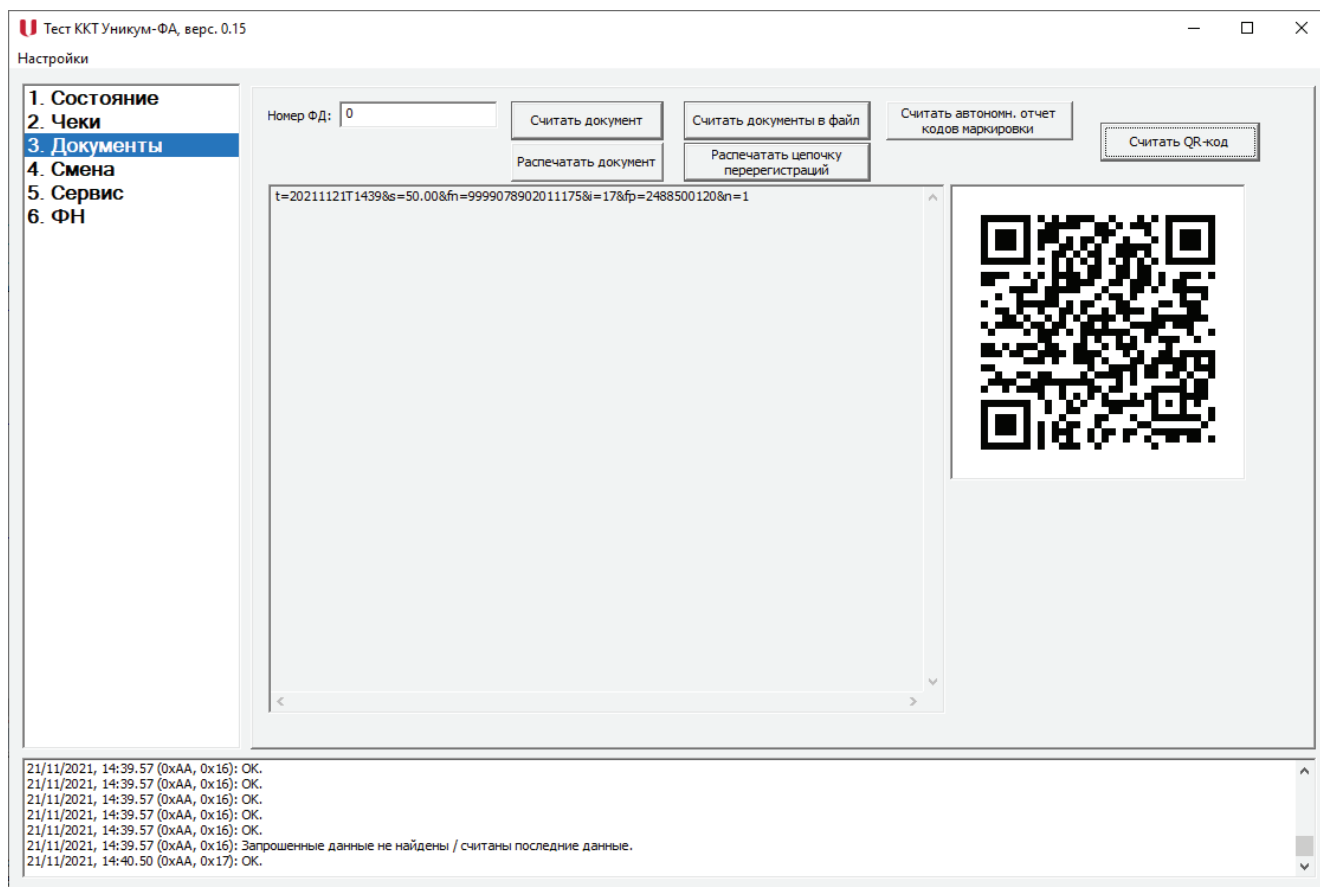 Тест ККТ Уникум-ФА, верс. 0.15
Настройки
1. Состояние
2. Чеки
3. Документы
4. Смена
5. Сервис
6. ФН
Номер ФД:
0
Считать документ
Считать документы в файл
Считать автономн. отчет
кодов маркировки
Считать QR-код
Распечатать документ
Распечатать цепочку
перерегистраций
t=20211121T1439&s=50.00&fn=9999078902011175&i=17&fp=2488500120&n=1
21/11/2021, 14:39.57 (0xAA, 0x16): OK.
21/11/2021, 14:39.57 (0xAA, 0x16): OK.
21/11/2021, 14:39.57 (0xAA, 0x16): OK.
21/11/2021, 14:39.57 (0xAA, 0x16): OK.
21/11/2021, 14:39.57 (0xAA, 0x16): OK.
21/11/2021, 14:39.57 (0xAA, 0x16): Запрошенные данные не найдены / считаны последние данные.
21/11/2021, 14:40.50 (0xAA, 0x17): OK.